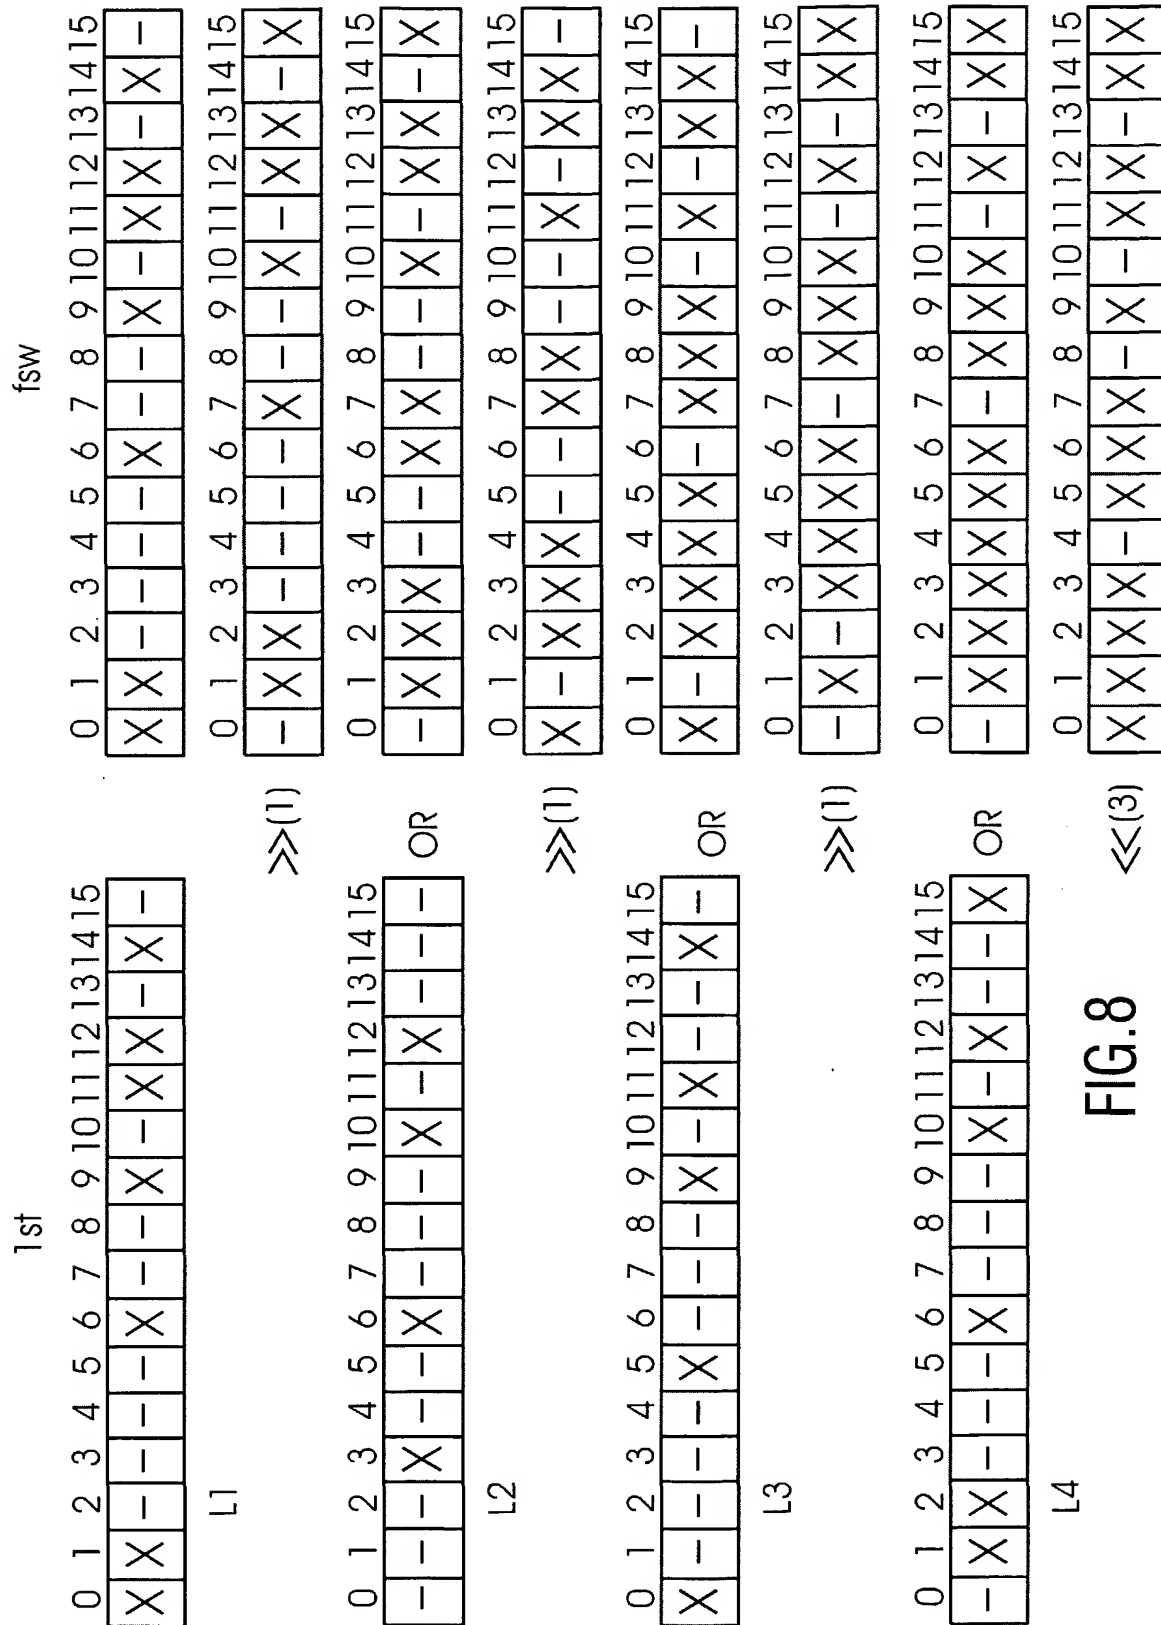 1st fsw
0 1 2 3 4 5 6 7 8 9 10 11 12 13 14 15 0 1 2 3 4 5 6 7 8 9 10 11 12 13 14 15
X X – – – – X – – X – X X – X – X X – – – – X – – X – X X – X –
L1 0 1 2 3 4 5 6 7 8 9 10 11 12 13 14 15
>>(1) – X X – – – – X – – X – X X – X
0 1 2 3 4 5 6 7 8 9 10 11 12 13 14 15 0 1 2 3 4 5 6 7 8 9 10 11 12 13 14 15
– – – X – – X – – – X – X – – – OR – X X X – – X X – – X – X X – X
L2 0 1 2 3 4 5 6 7 8 9 10 11 12 13 14 15
>>(1) X – X X X – – X X – – X – X X –
0 1 2 3 4 5 6 7 8 9 10 11 12 13 14 15 0 1 2 3 4 5 6 7 8 9 10 11 12 13 14 15
X – – – – X – – – X – X – – X – OR X – X X X X – X X X – X – X X –
L3 0 1 2 3 4 5 6 7 8 9 10 11 12 13 14 15
>>(1) – X – X X X X – X X X – X – X X
0 1 2 3 4 5 6 7 8 9 10 11 12 13 14 15 0 1 2 3 4 5 6 7 8 9 10 11 12 13 14 15
– X X – – – X – – – X – X – – X OR – X X X X X X – X X X – X – X X
L4 0 1 2 3 4 5 6 7 8 9 10 11 12 13 14 15
<<(3) X X X X – X X X – X – X X – X X
FIG.8